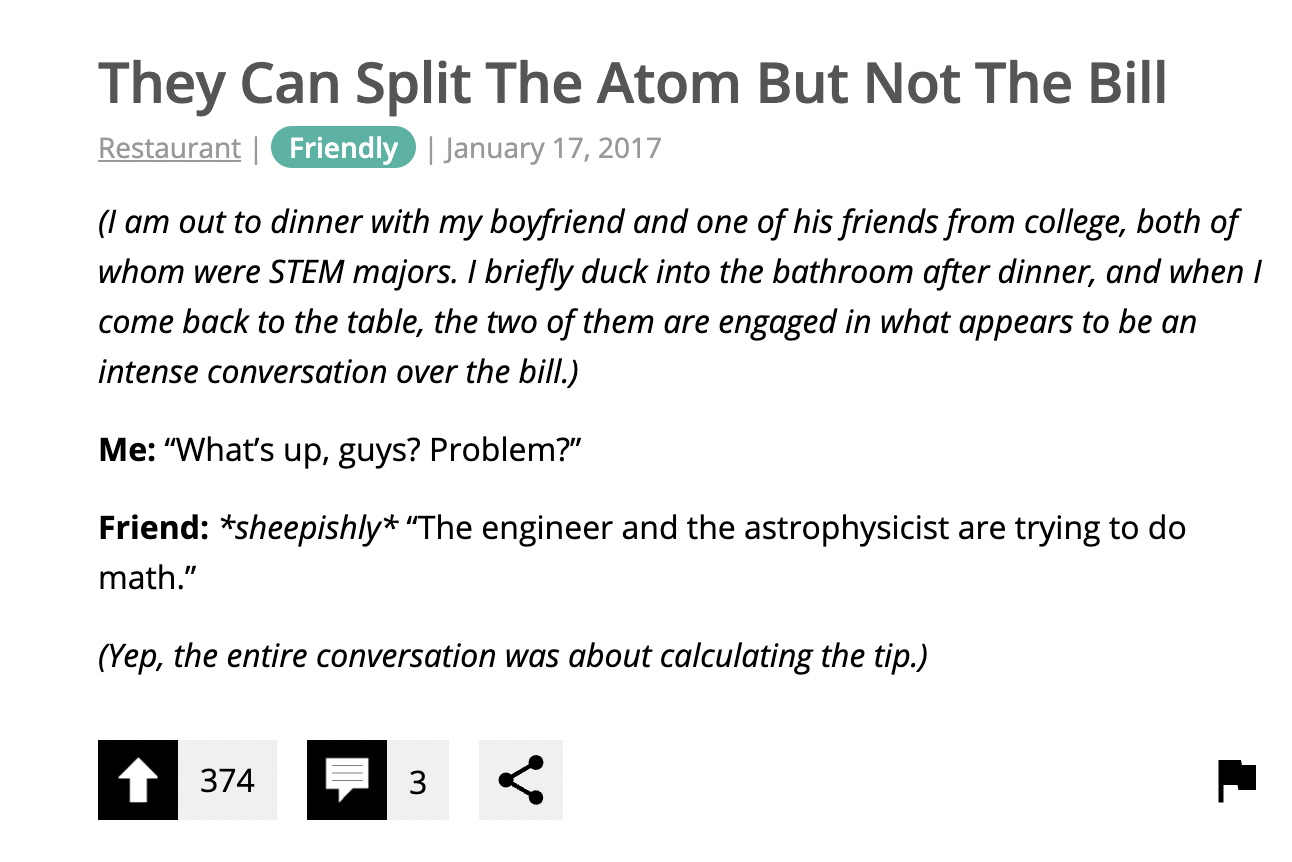 They Can Split The Atom But Not The Bill
Restaurant | Friendly | January 17, 2017
(I am out to dinner with my boyfriend and one of his friends from college, both of
whom were STEM majors. I briefly duck into the bathroom after dinner, and when I
come back to the table, the two of them are engaged in what appears to be an
intense conversation over the bill.)
Me: “What’s up, guys? Problem?”
Friend: *sheepishly* “The engineer and the astrophysicist are trying to do
math.”
(Yep, the entire conversation was about calculating the tip.)
374 3